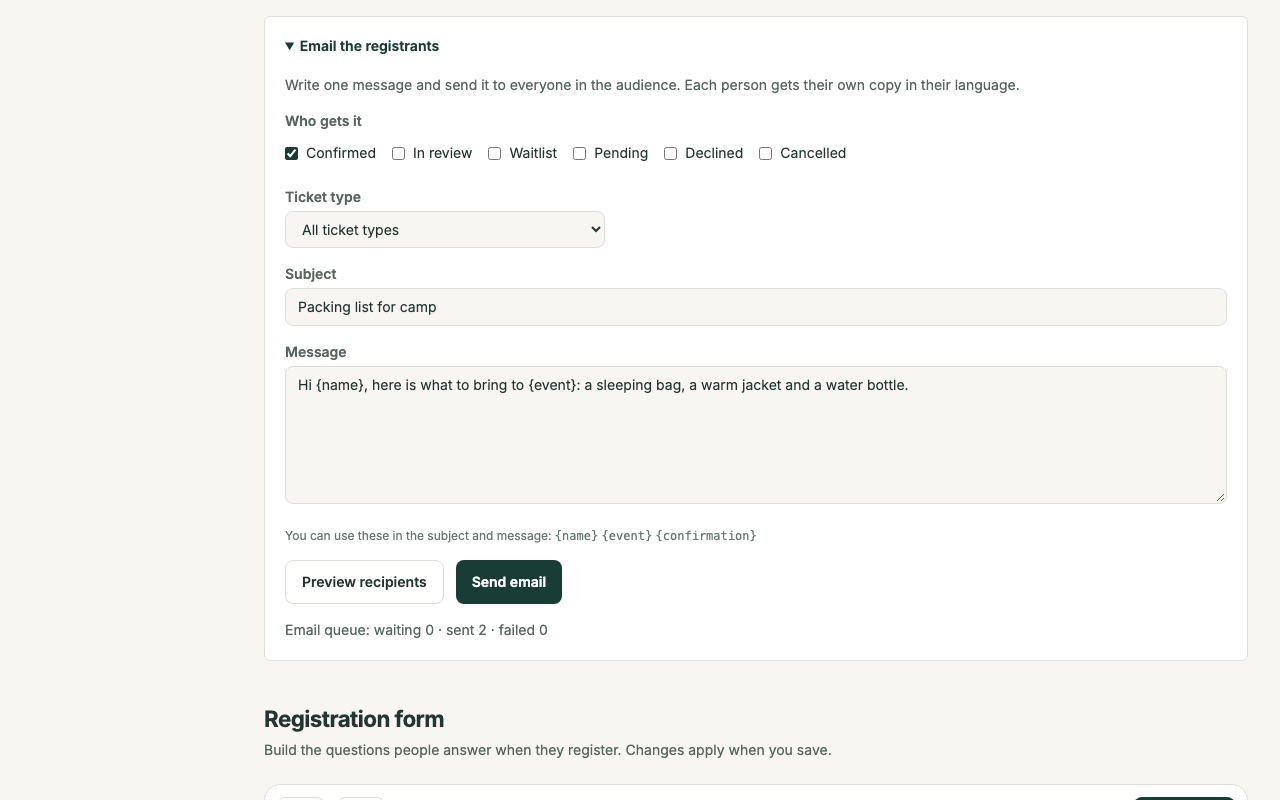 ▼ Email the registrants
Write one message and send it to everyone in the audience. Each person gets their own copy in their language.
Who gets it
Confirmed In review Waitlist Pending Declined Cancelled
Ticket type
All ticket types
Subject
Packing list for camp
Message
Hi {name}, here is what to bring to {event}: a sleeping bag, a warm jacket and a water bottle.
You can use these in the subject and message: {name} {event} {confirmation}
Preview recipients Send email
Email queue: waiting 0 · sent 2 · failed 0
Registration form
Build the questions people answer when they register. Changes apply when you save.